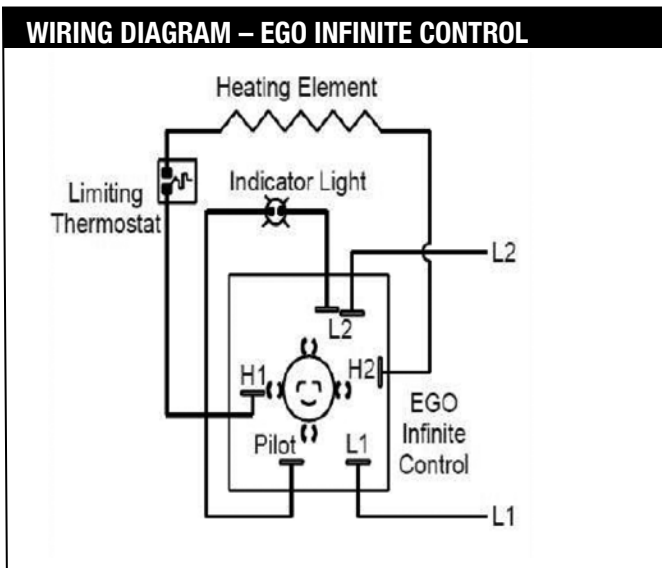 WIRING DIAGRAM – EGO INFINITE CONTROL
Heating Element
Indicator Light
Limiting
Thermostat
L2
L2
H1
H2
EGO
Infinite
Control
Pilot
L1
L1